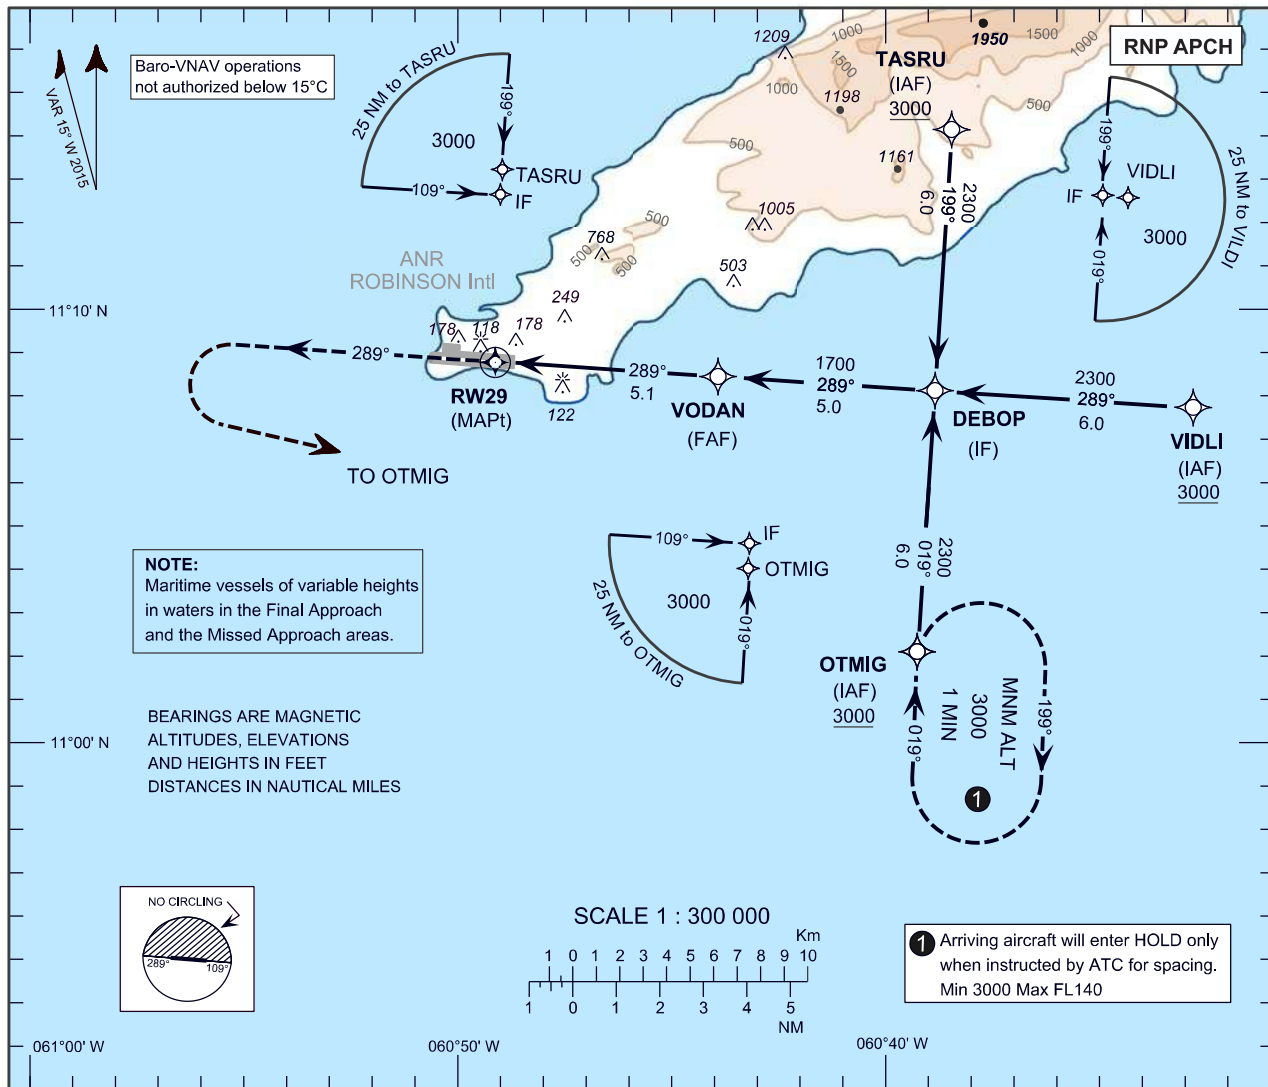 Baro-VNAV operations
not authorized below 15°C
VAR 15° W 2015
25 NM to TASRU
199°
3000
TASRU
109°
IF
1209
1000
1500
1000
1198
500
1161
TASRU
(IAF)
3000
1950
1500
1000
500
RNP APCH
199°
VIDLI
IF
3000
019°
25 NM to VILDI
2300
199°
6.0
500
1005
768
500
500
503
ANR
ROBINSON Intl
249
178
118
178
11°10' N
289°
RW29
(MAPt)
122
289°
5.1
VODAN
(FAF)
1700
289°
5.0
DEBOP
(IF)
2300
289°
6.0
VIDLI
(IAF)
3000
TO OTMIG
109°
IF
OTMIG
3000
019°
25 NM to OTMIG
2300
019°
6.0
NOTE:
Maritime vessels of variable heights
in waters in the Final Approach
and the Missed Approach areas.
OTMIG
(IAF)
3000
MNM ALT
3000
1 MIN
199°
019°
1
BEARINGS ARE MAGNETIC
ALTITUDES, ELEVATIONS
AND HEIGHTS IN FEET
DISTANCES IN NAUTICAL MILES
11°00' N
NO CIRCLING
289°
109°
SCALE 1 : 300 000
Km
1 0 1 2 3 4 5 6 7 8 9 10
1 0 1 2 3 4 5
NM
1 Arriving aircraft will enter HOLD only
when instructed by ATC for spacing.
Min 3000 Max FL140
061°00' W
060°50' W
060°40' W